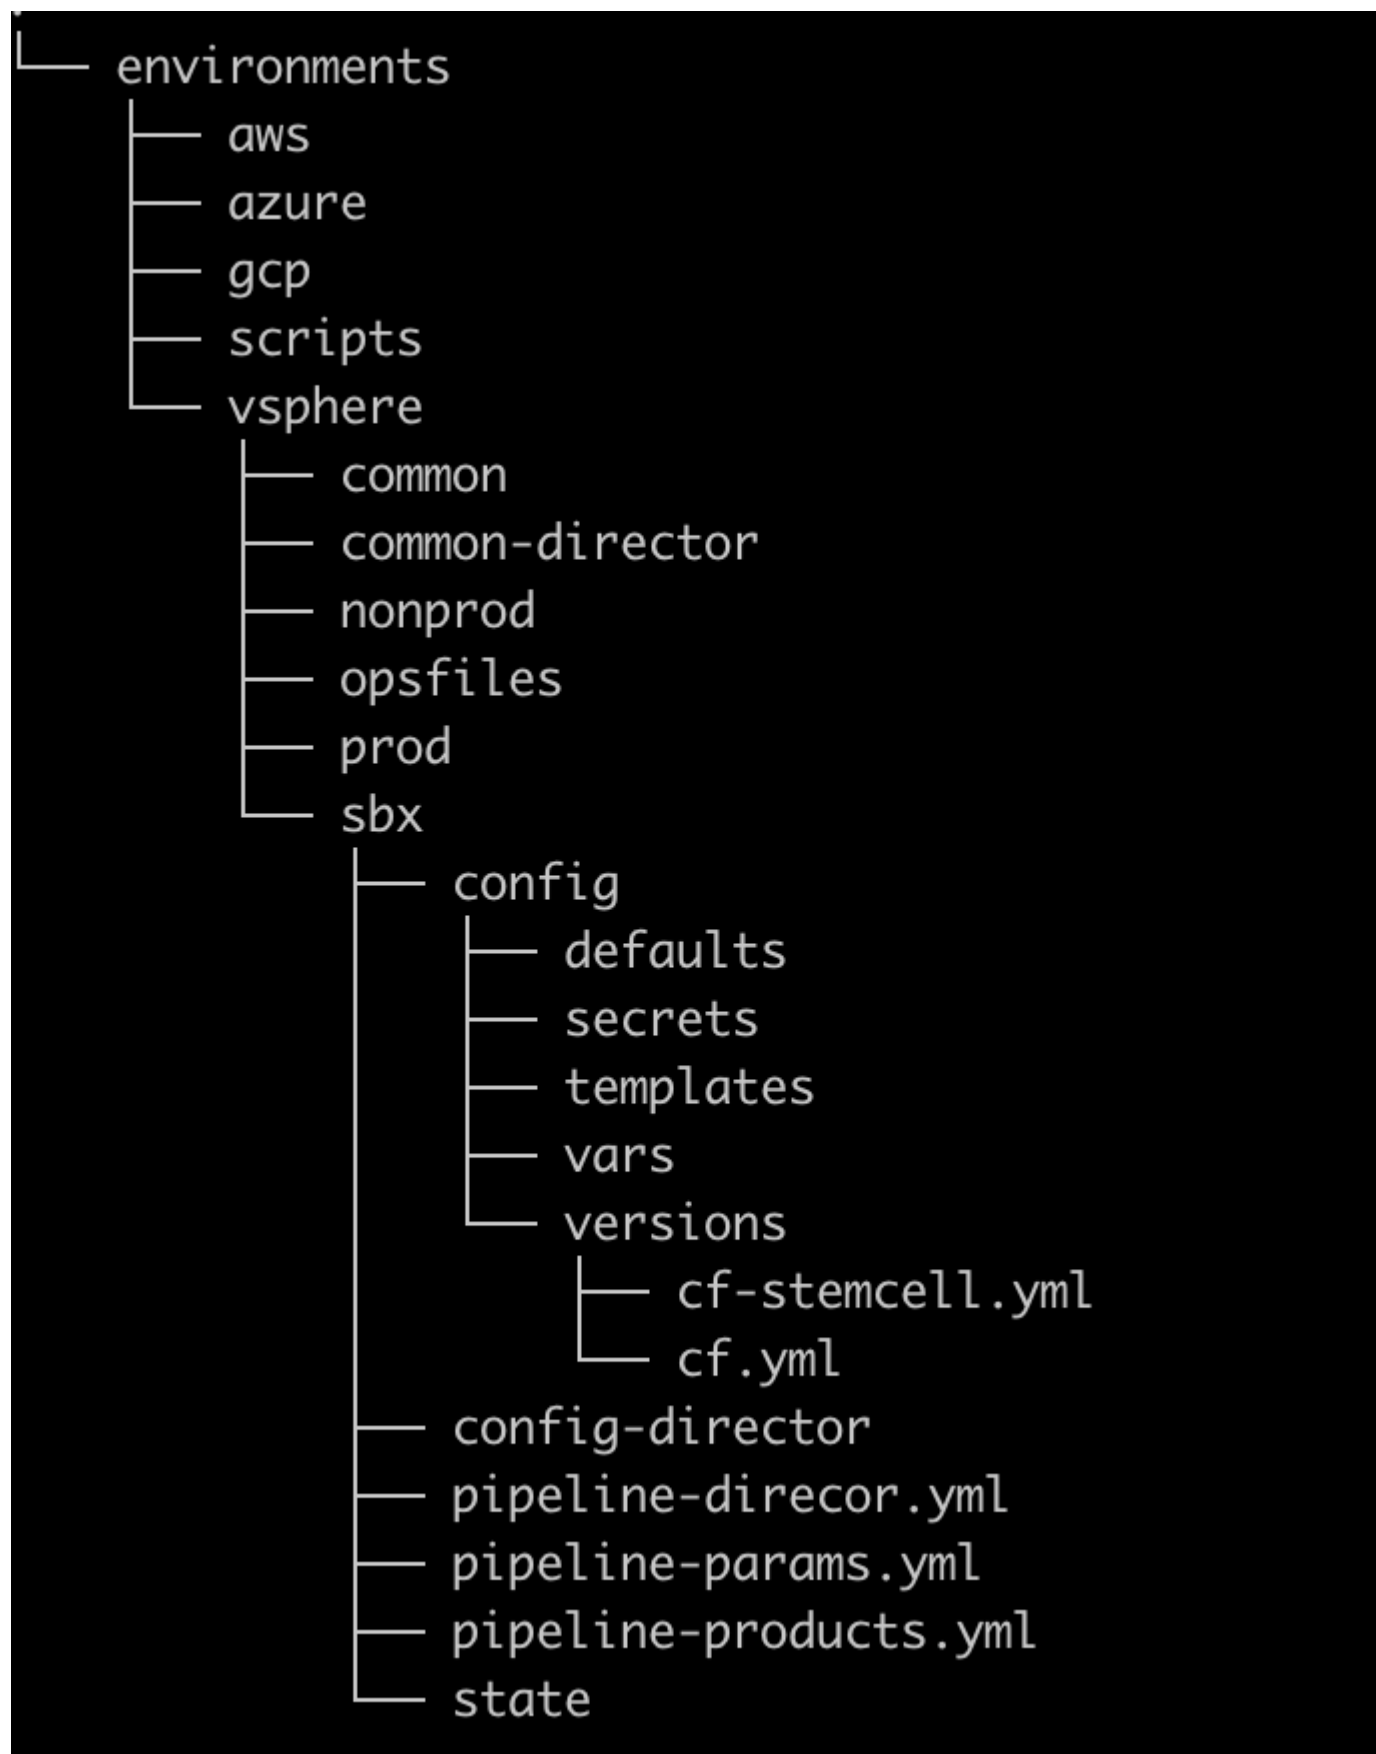 .
└── environments
    ├── aws
    ├── azure
    ├── gcp
    ├── scripts
    └── vsphere
        ├── common
        ├── common-director
        ├── nonprod
        ├── opsfiles
        ├── prod
        └── sbx
            ├── config
            │   ├── defaults
            │   ├── secrets
            │   ├── templates
            │   ├── vars
            │   └── versions
            │       ├── cf-stemcell.yml
            │       └── cf.yml
            ├── config-director
            ├── pipeline-direcor.yml
            ├── pipeline-params.yml
            ├── pipeline-products.yml
            └── state